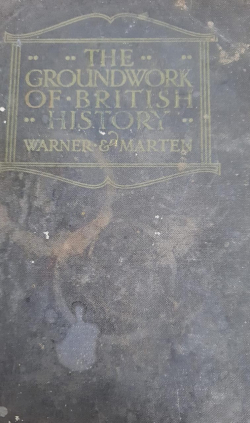 THE
GROUNDWORK
OF·BRITISH
HISTORY
WARNER·&·MARTEN